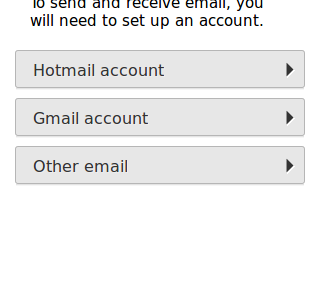 To send and receive email, you
will need to set up an account.
Hotmail account
Gmail account
Other email